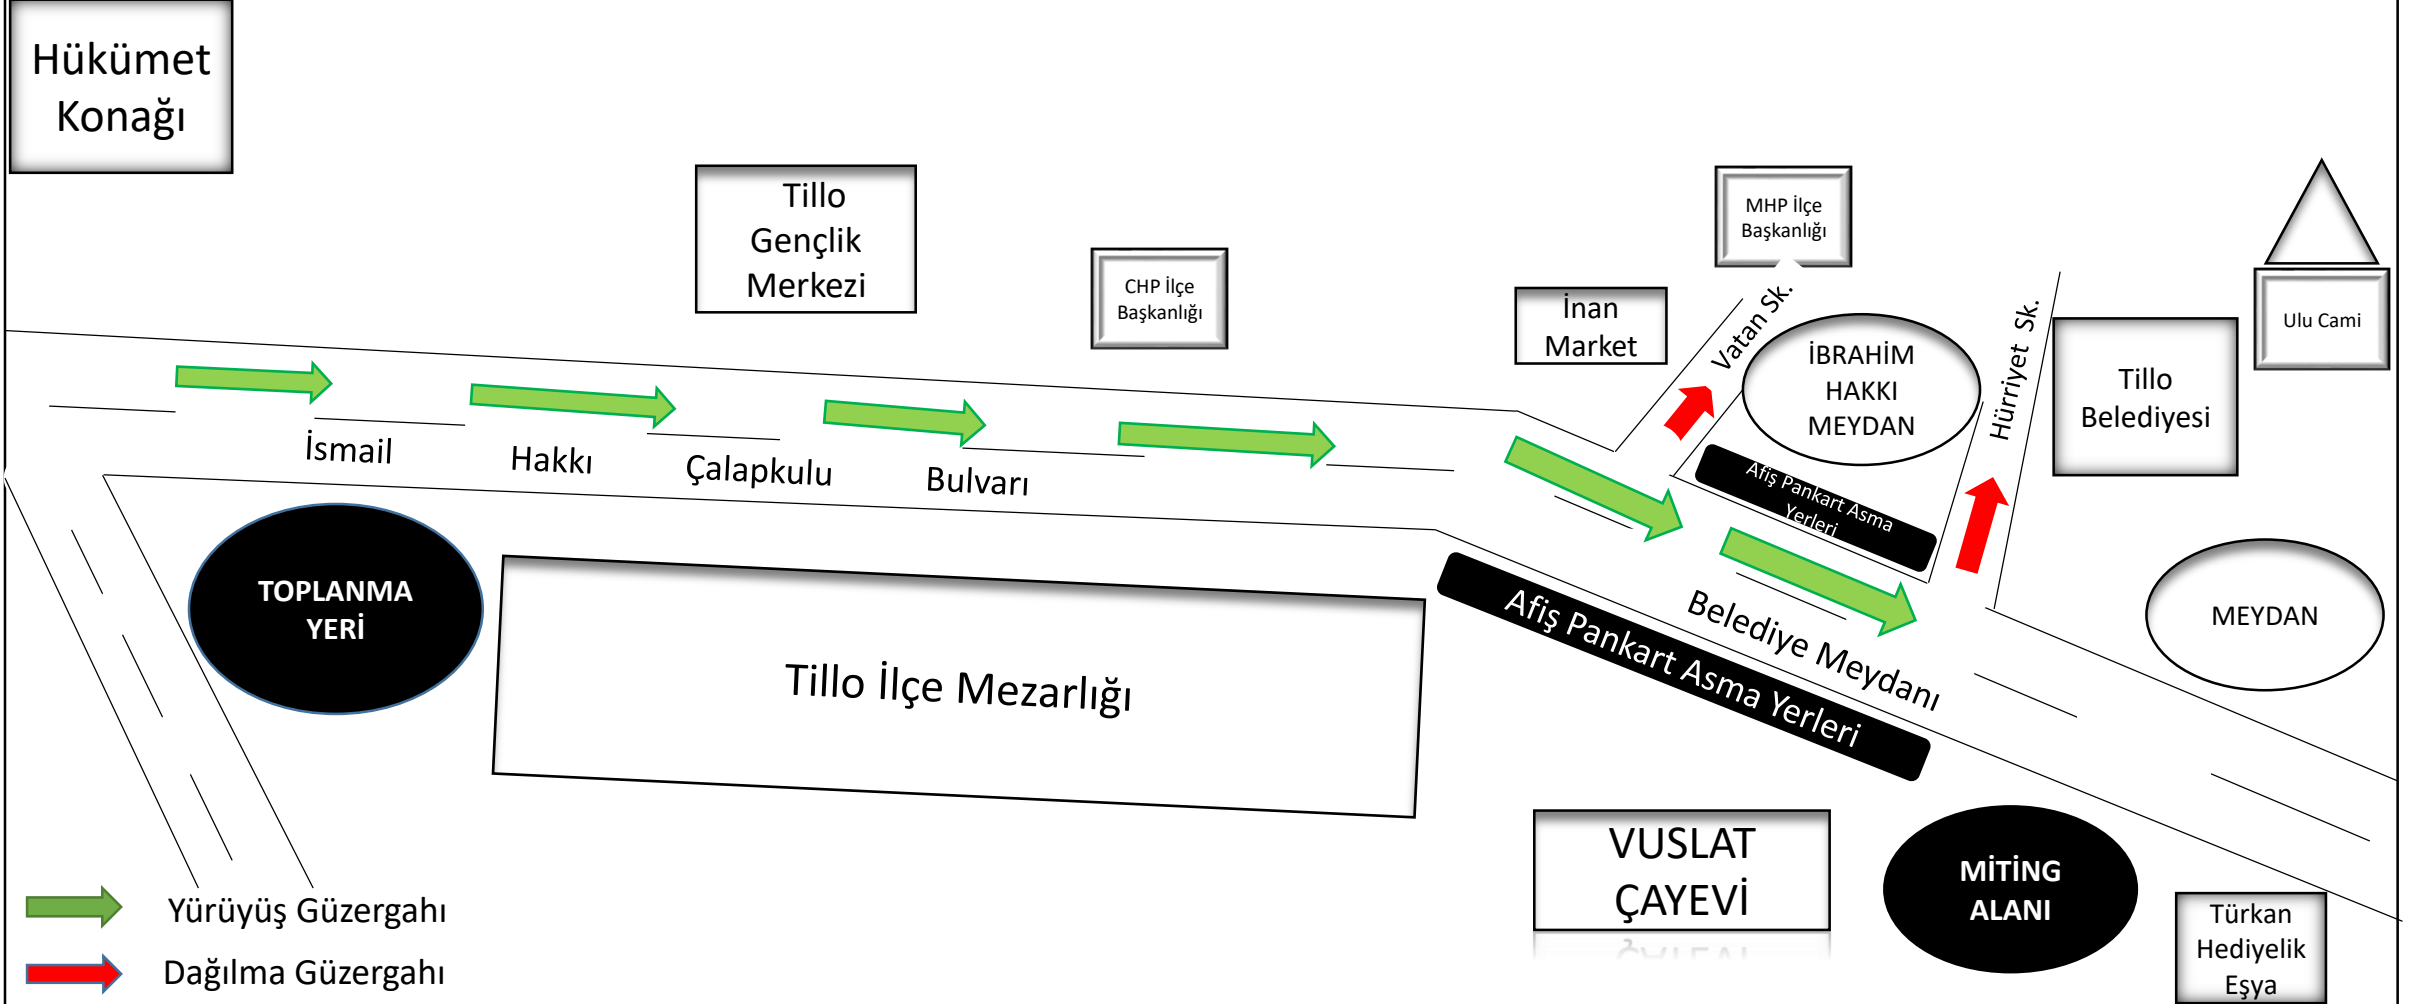 Hükümet
Konağı
Tillo
Gençlik
Merkezi
CHP İlçe
Başkanlığı
MHP İlçe
Başkanlığı
İnan
Market
Vatan Sk.
İBRAHİM
HAKKI
MEYDAN
Hürriyet Sk.
Tillo
Belediyesi
Ulu Cami
İsmail Hakkı Çalapkulu Bulvarı
Afiş Pankart Asma
Yerleri
TOPLANMA
YERİ
Tillo İlçe Mezarlığı
Belediye Meydanı
Afiş Pankart Asma Yerleri
MEYDAN
VUSLAT
ÇAYEVİ
MİTİNG
ALANI
Türkan
Hediyelik
Eşya
Yürüyüş Güzergahı
Dağılma Güzergahı